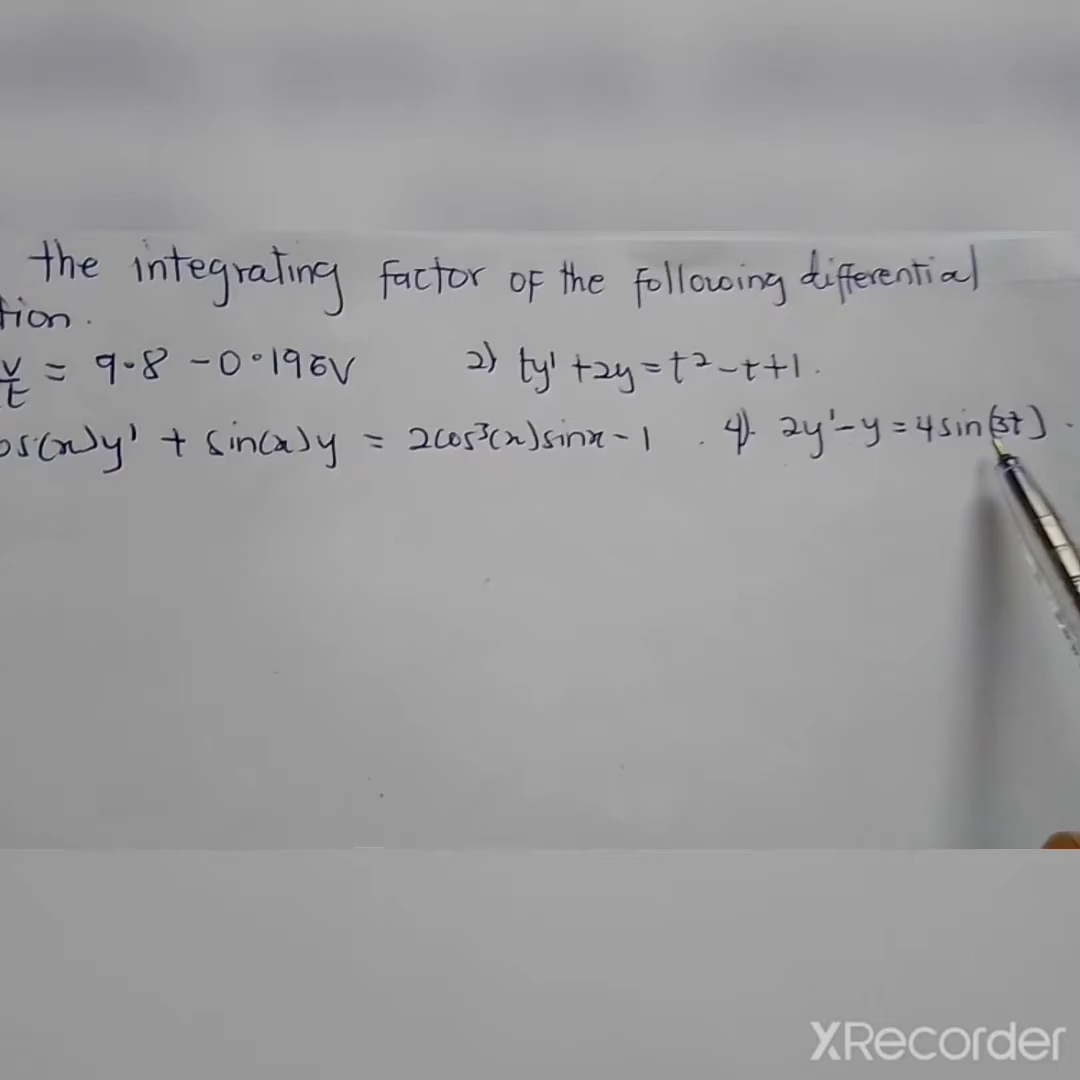 the integrating factor of the following differential
tion.
v/t = 9.8 - 0.196v 2) ty' + 2y = t² - t + 1.
os(x)y' + sin(x)y = 2cos³(x)sinx - 1 . 4). 2y' - y = 4sin(3t) .
XRecorder